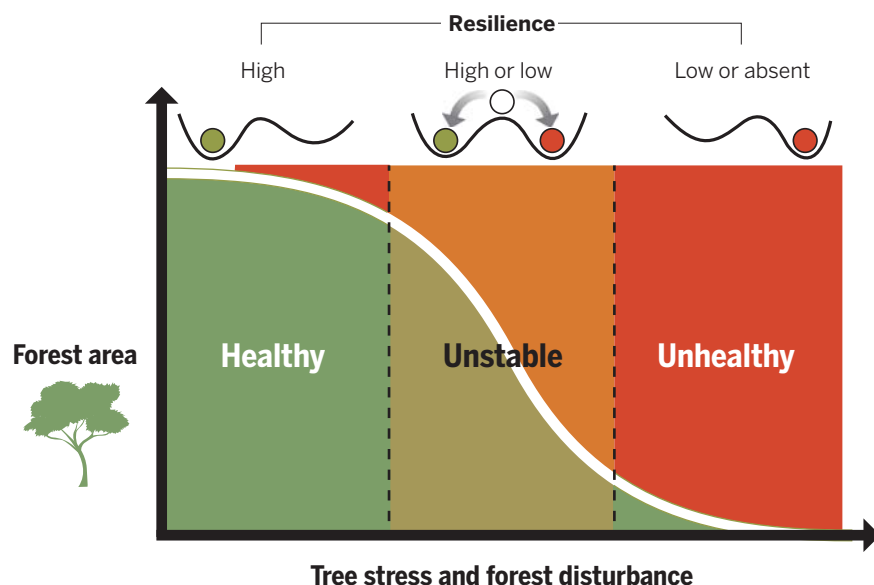 Resilience
High
High or low
Low or absent
Forest area
Healthy
Unstable
Unhealthy
Tree stress and forest disturbance